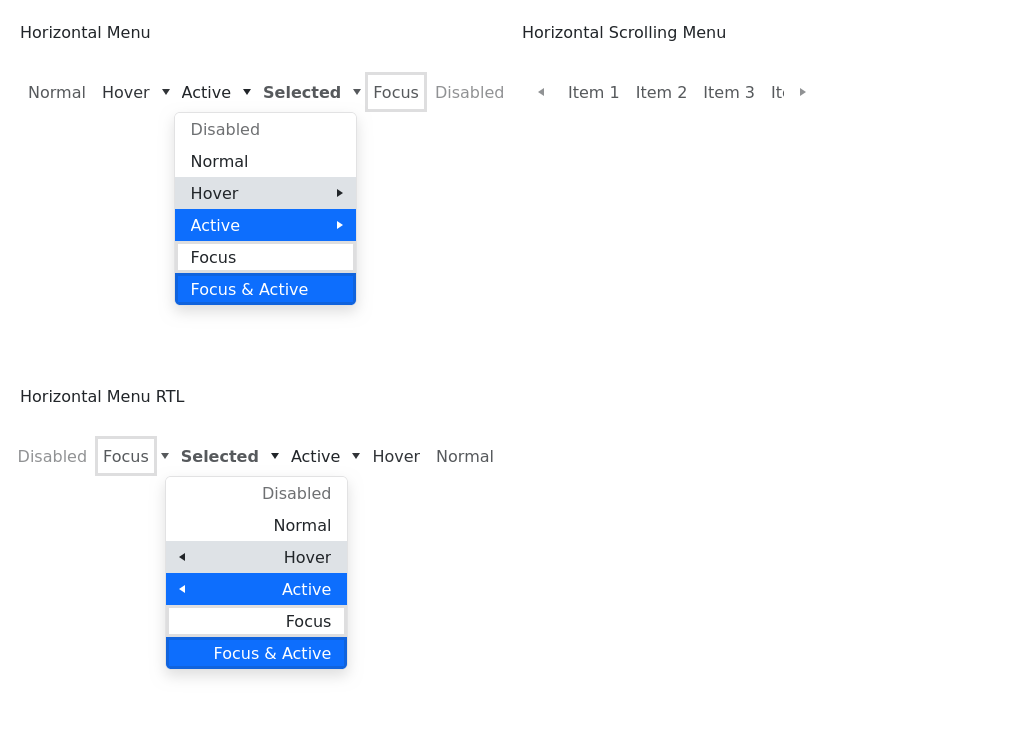 Horizontal Menu
Normal Hover Active Selected Focus Disabled
Disabled
Normal
Hover
Active
Focus
Focus & Active
Horizontal Scrolling Menu
Item 1 Item 2 Item 3
Horizontal Menu RTL
Disabled Focus Selected Active Hover Normal
Disabled
Normal
Hover
Active
Focus
Focus & Active